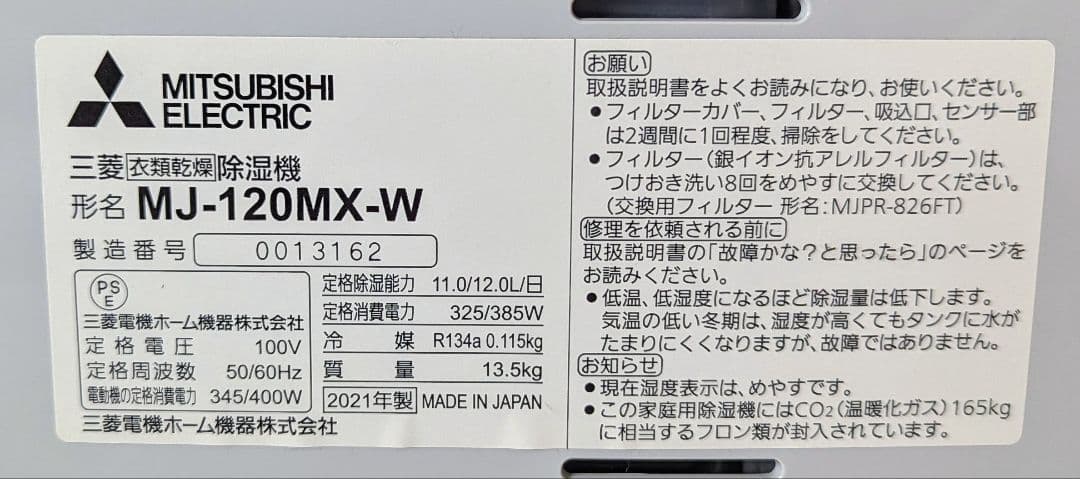 MITSUBISHI
ELECTRIC
三菱 衣類乾燥 除湿機
形名 MJ-120MX-W
製造番号 0013162
PSE
三菱電機ホーム機器株式会社
定格電圧 100V
定格周波数 50/60Hz
電動機の定格消費電力 345/400W
三菱電機ホーム機器株式会社
定格除湿能力 11.0/12.0L/日
定格消費電力 325/385W
冷媒 R134a 0.115kg
質量 13.5kg
2021年製 MADE IN JAPAN
お願い
取扱説明書をよくお読みになり、お使いください。
●フィルターカバー、フィルター、吸込口、センサー部
は2週間に1回程度、掃除をしてください。
●フィルター(銀イオン抗アレルフィルター)は、
つけおき洗い8回をめやすに交換してください。
(交換用フィルター 形名:MJPR-826FT)
修理を依頼される前に
取扱説明書の「故障かな?と思ったら」のページを
お読みください。
●低温、低湿度になるほど除湿量は低下します。
気温の低い冬期は、湿度が高くてもタンクに水が
たまりにくくなりますが、故障ではありません。
お知らせ
●現在湿度表示は、めやすです。
●この家庭用除湿機にはCO2(温暖化ガス)165kg
に相当するフロン類が封入されています。